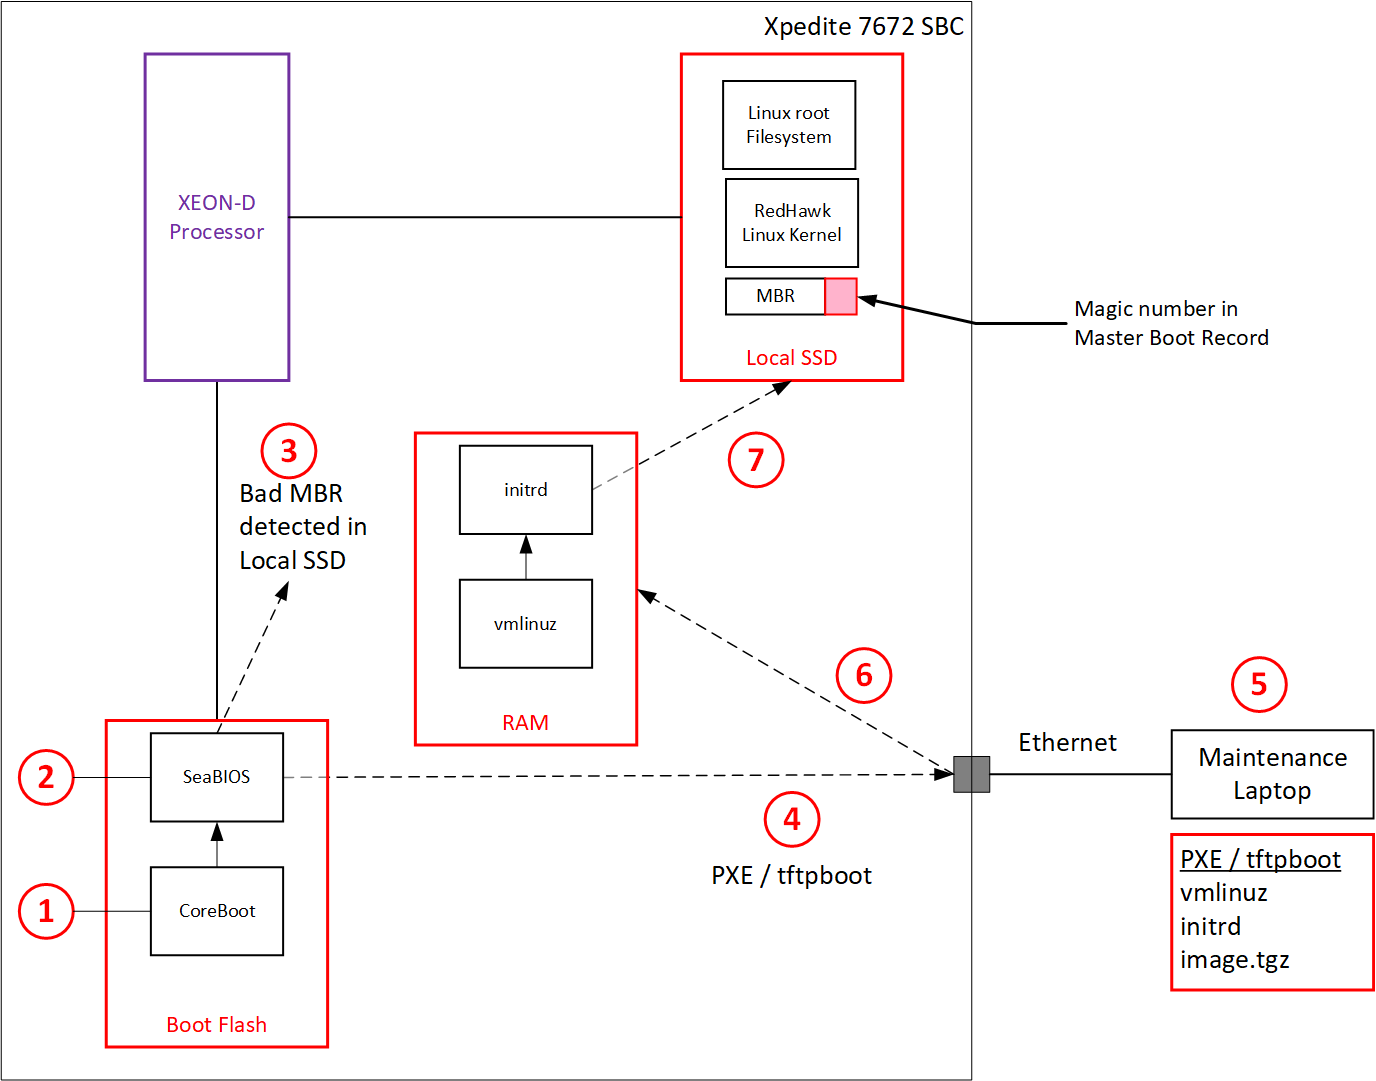 Xpedite 7672 SBC
XEON-D
Processor
Linux root
Filesystem
RedHawk
Linux Kernel
MBR
Local SSD
Magic number in
Master Boot Record
3
Bad MBR
detected in
Local SSD
7
initrd
vmlinuz
RAM
6
5
Ethernet
Maintenance
Laptop
2
SeaBIOS
4
PXE / tftpboot
PXE / tftpboot
vmlinuz
initrd
image.tgz
1
CoreBoot
Boot Flash